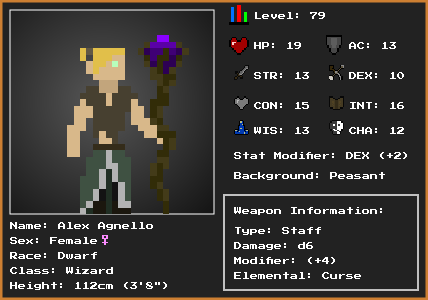 Level: 79
HP: 19
AC: 13
STR: 13
DEX: 10
CON: 15
INT: 16
WIS: 13
CHA: 12
Stat Modifier: DEX (+2)
Background: Peasant
Weapon Information:
Type: Staff
Damage: d6
Modifier: (+4)
Elemental: Curse
Name: Alex Agnello
Sex: Female♀
Race: Dwarf
Class: Wizard
Height: 112cm (3'8")